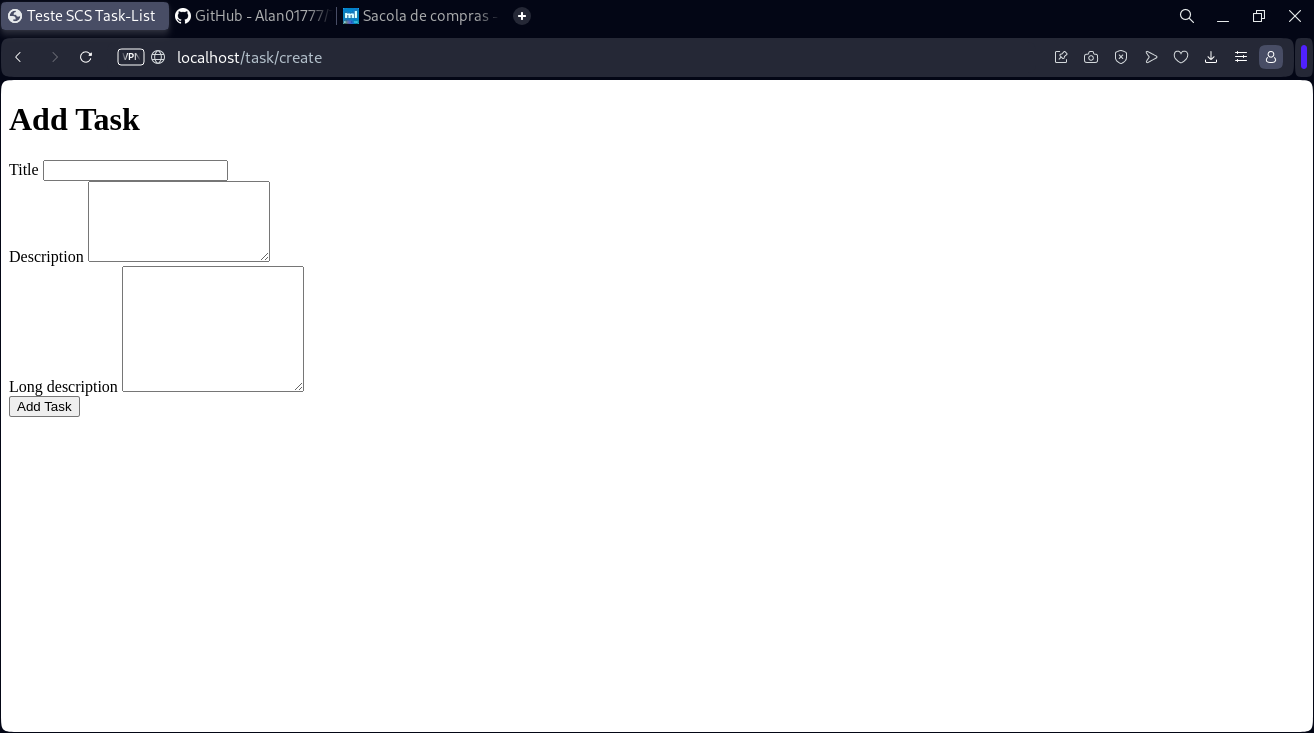 Teste SCS Task-List
GitHub - Alan01777/
Sacola de compras -
VPN
localhost/task/create
Add Task
Title
Description
Long description
Add Task